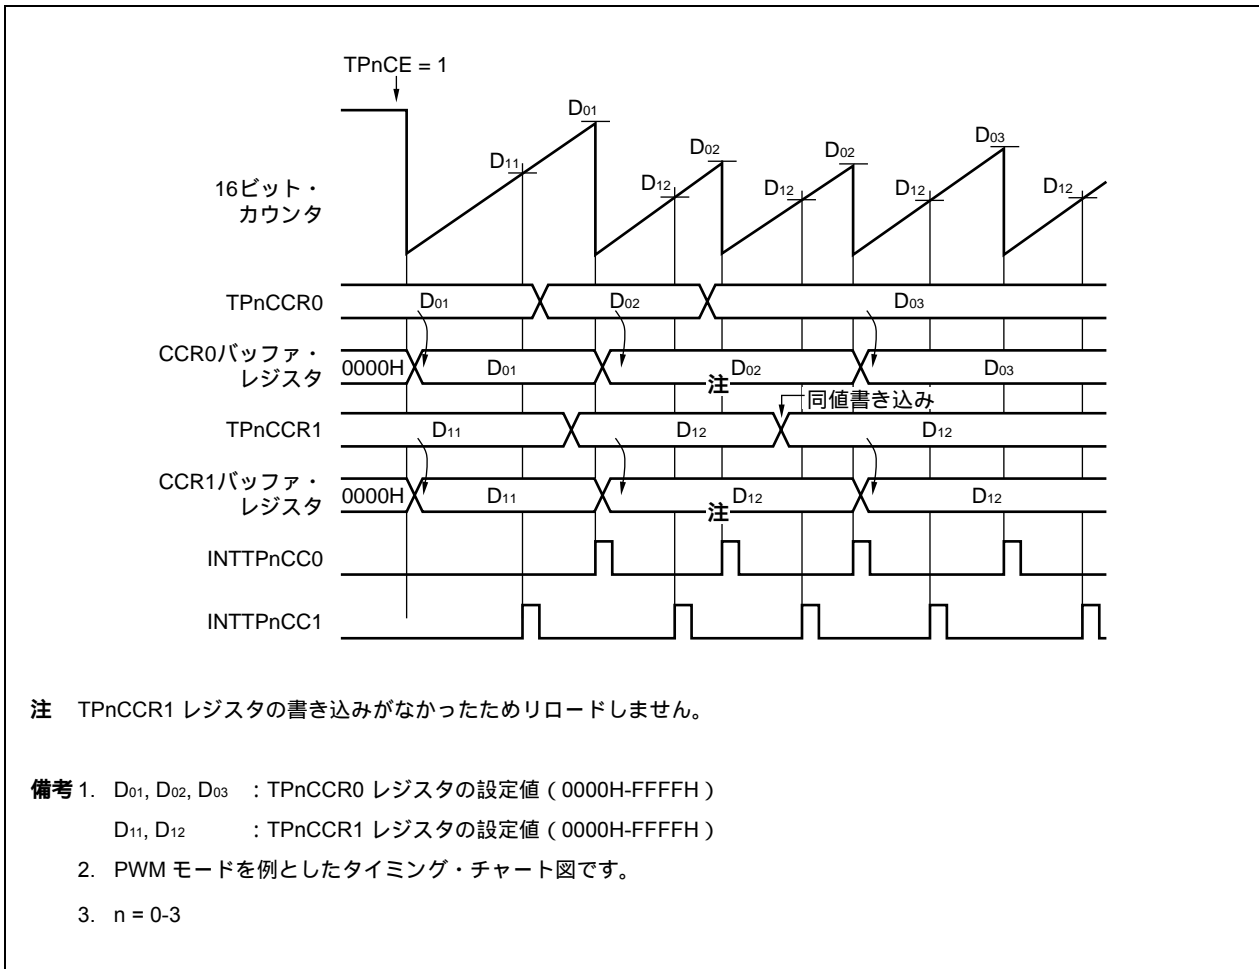 TPnCE = 1
D01
D11
D02
D12
D02
D12
D03
D12
D12
16ビット・
カウンタ
TPnCCR0
D01
D02
D03
CCR0バッファ・
レジスタ
0000H
D01
D02
注
D03
同値書き込み
TPnCCR1
D11
D12
D12
CCR1バッファ・
レジスタ
0000H
D11
D12
注
D12
INTTPnCC0
INTTPnCC1
注 TPnCCR1 レジスタの書き込みがなかったためリロードしません。
備考 1. D01, D02, D03 : TPnCCR0 レジスタの設定値 ( 0000H-FFFFH )
D11, D12 : TPnCCR1 レジスタの設定値 ( 0000H-FFFFH )
2. PWM モードを例としたタイミング・チャート図です。
3. n = 0-3